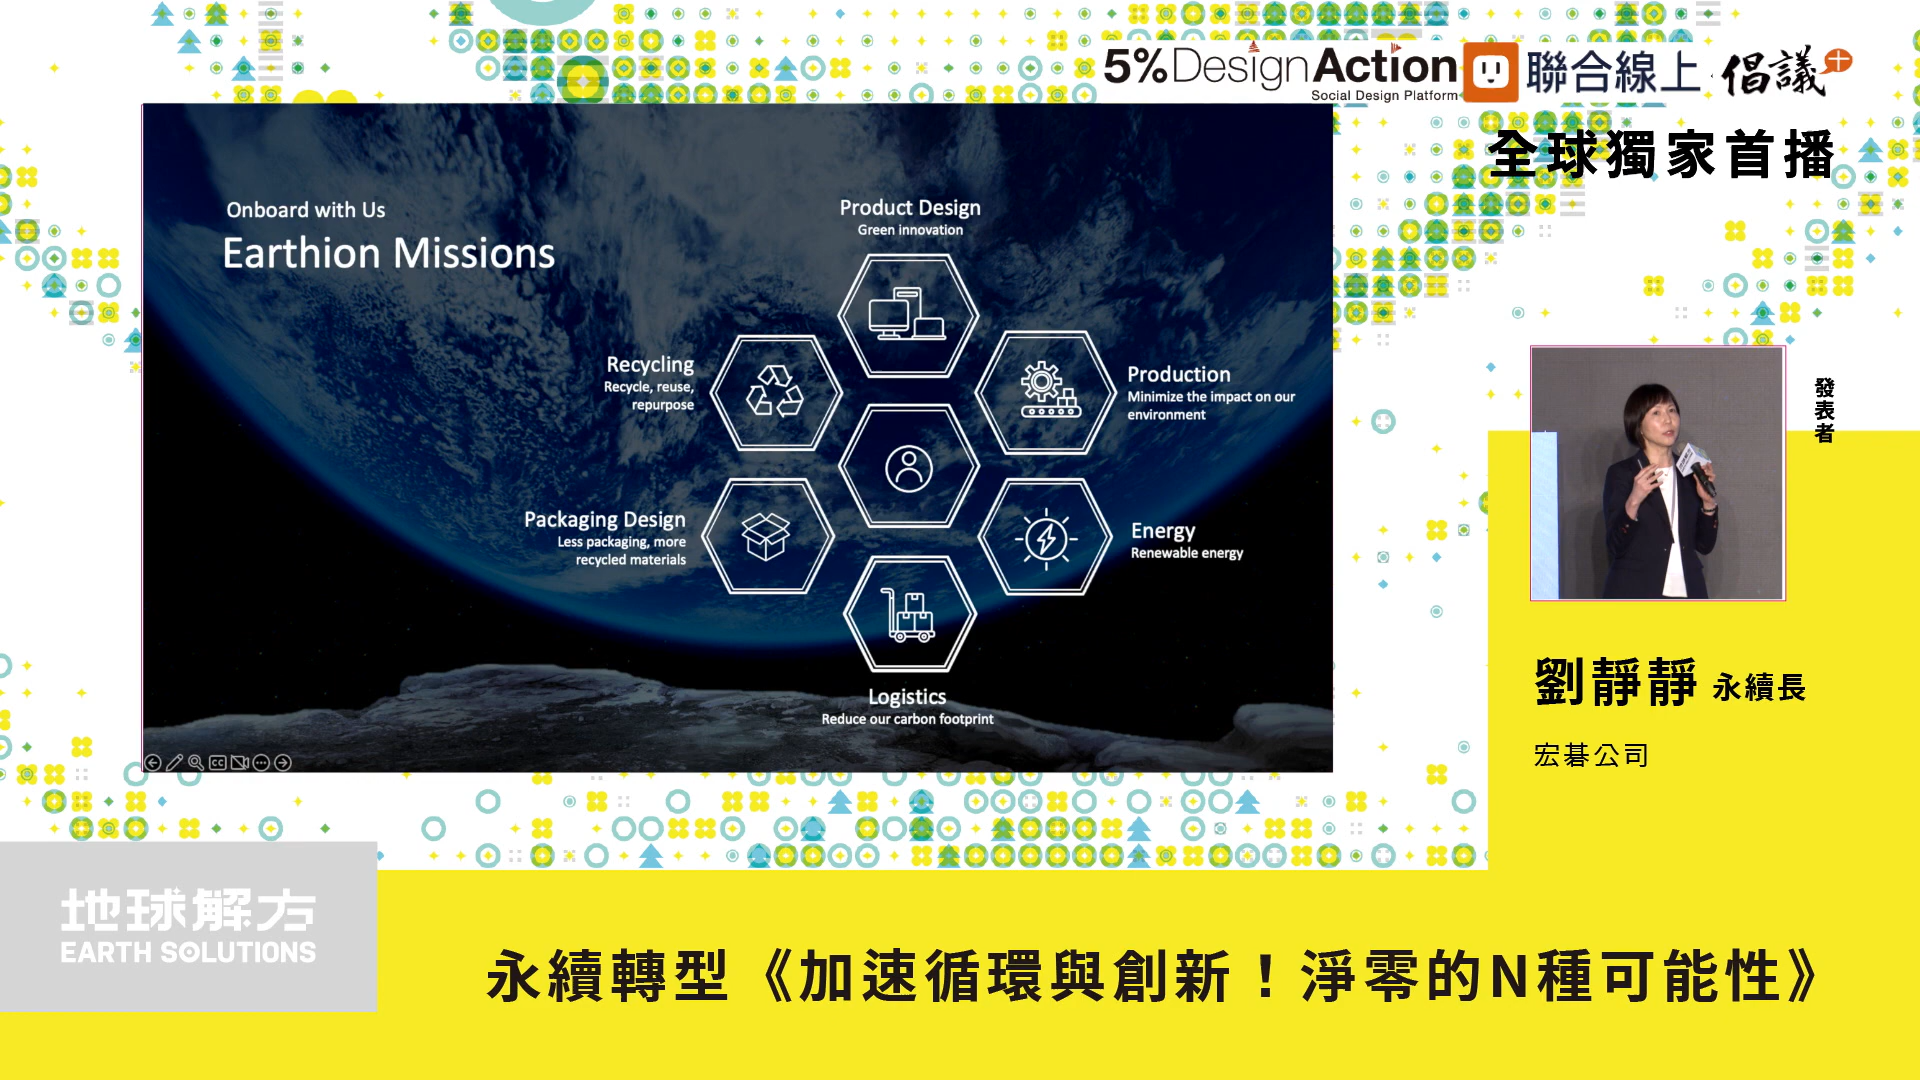 5%DesignAction
Social Design Platform
聯合線上
倡議+
全球獨家首播
Onboard with Us
Earthion Missions
Product Design
Green innovation
Recycling
Recycle, reuse,
repurpose
Production
Minimize the impact on our
environment
Packaging Design
Less packaging, more
recycled materials
Energy
Renewable energy
Logistics
Reduce our carbon footprint
CC
發表者
劉靜靜 永續長
宏碁公司
地球解方
EARTH SOLUTIONS
永續轉型《加速循環與創新！淨零的N種可能性》